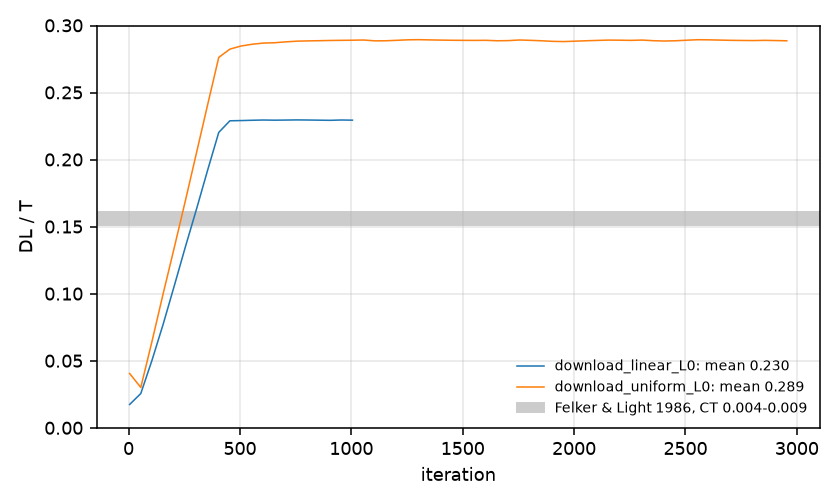 0.30
0.25
0.20
0.15
0.10
0.05
0.00
DL / T
0
500
1000
1500
2000
2500
3000
iteration
download_linear_L0: mean 0.230
download_uniform_L0: mean 0.289
Felker & Light 1986, CT 0.004-0.009